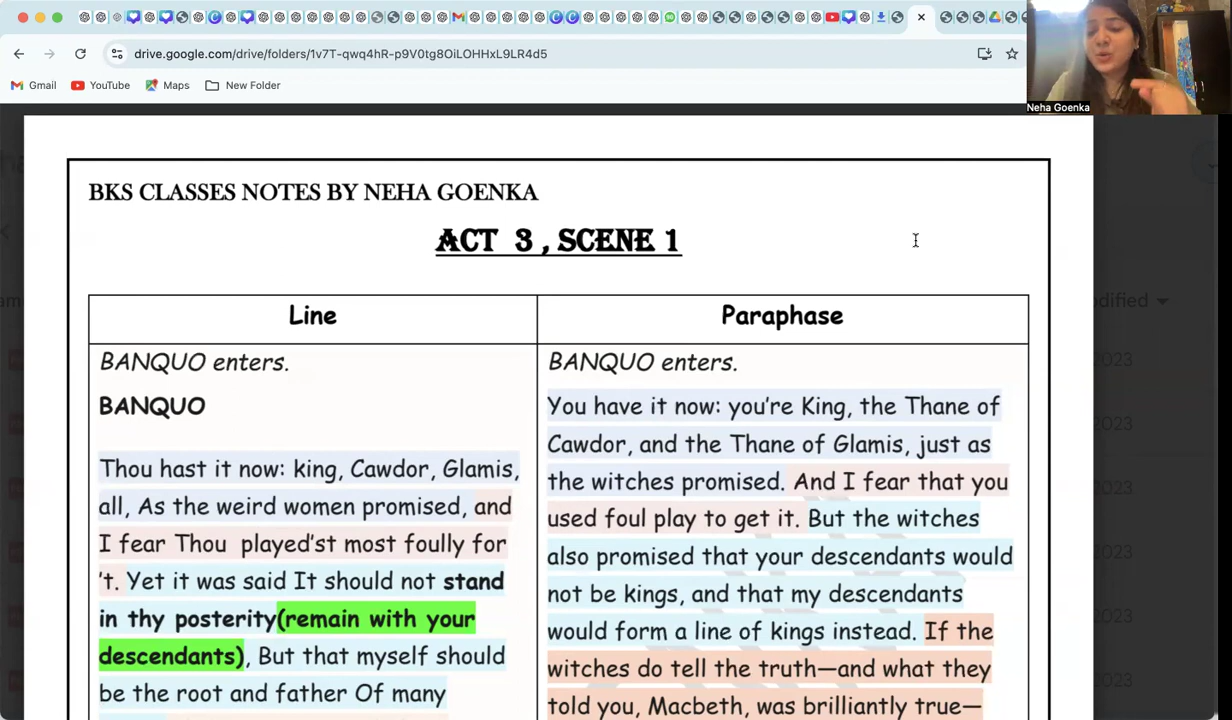 drive.google.com/drive/folders/1v7T-qwq4hR-p9V0tg8OiLOHHxL9LR4d5
Gmail
YouTube
Maps
New Folder
Neha Goenka
BKS CLASSES NOTES BY NEHA GOENKA
ACT 3 , SCENE 1
Line
BANQUO enters.
BANQUO
Thou hast it now: king, Cawdor, Glamis,
all, As the weird women promised, and
I fear Thou played'st most foully for
't. Yet it was said It should not stand
in thy posterity(remain with your
descendants), But that myself should
be the root and father Of many
Paraphase
BANQUO enters.
You have it now: you're King, the Thane of
Cawdor, and the Thane of Glamis, just as
the witches promised. And I fear that you
used foul play to get it. But the witches
also promised that your descendants would
not be kings, and that my descendants
would form a line of kings instead. If the
witches do tell the truth—and what they
told you, Macbeth, was brilliantly true—
odified
2023
2023
2023
2023
2023